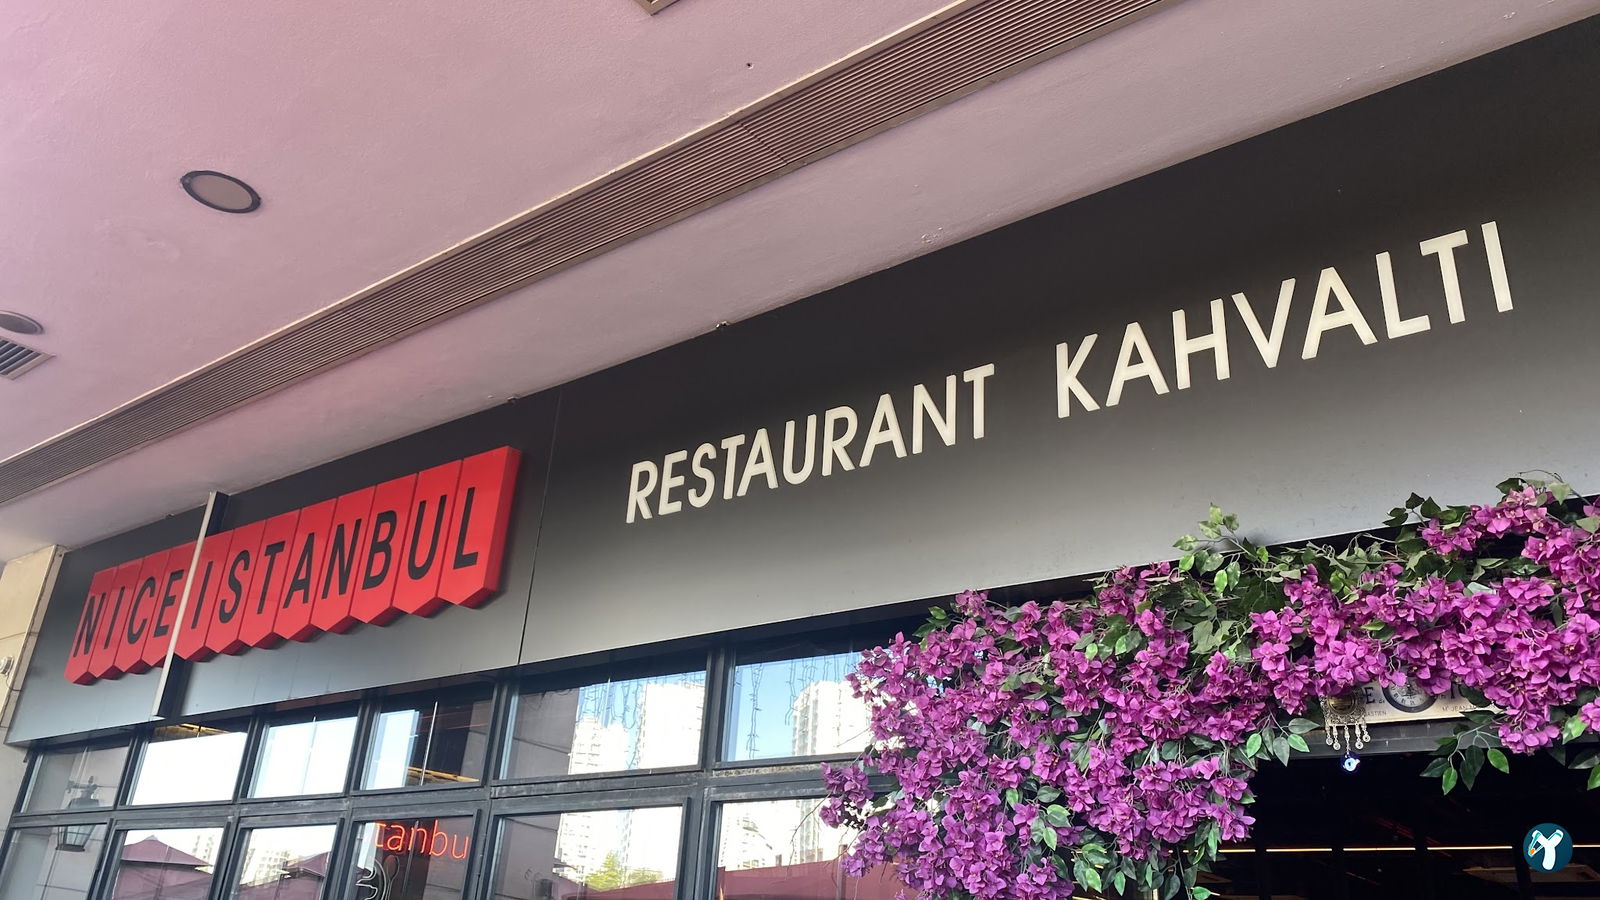 NICE ISTANBUL
RESTAURANT KAHVALTI
tanbu